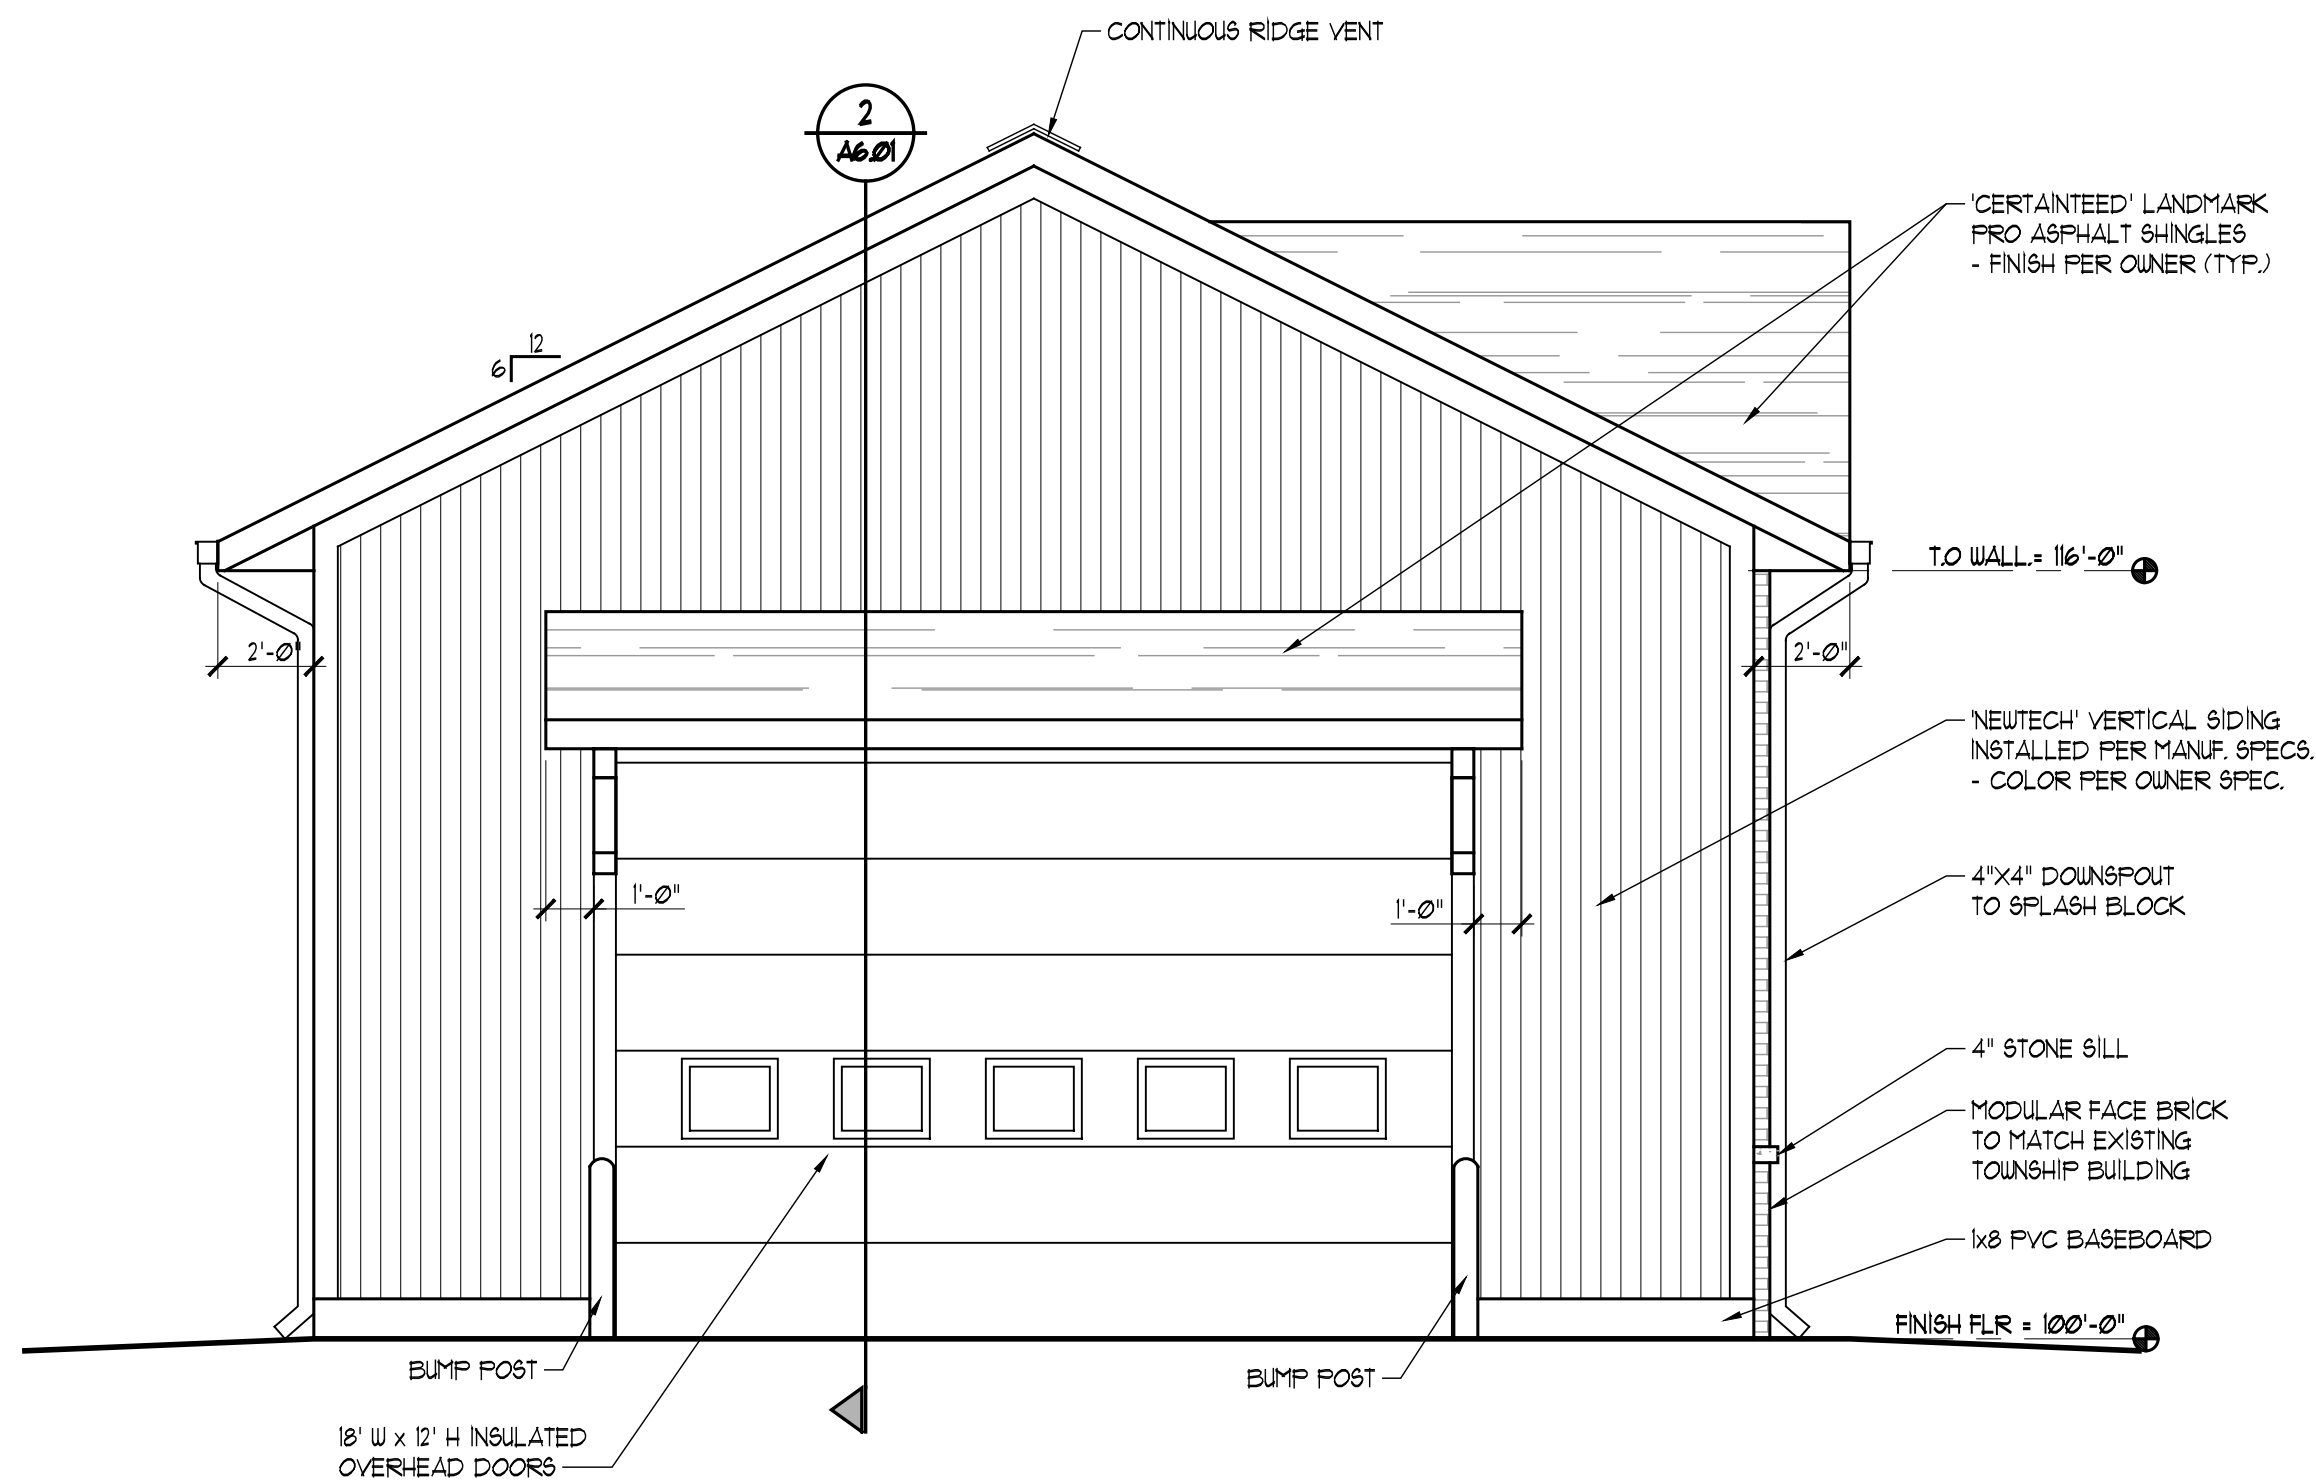 CONTINUOUS RIDGE VENT
2
A6.01
'CERTAINTEED' LANDMARK
PRO ASPHALT SHINGLES
- FINISH PER OWNER (TYP.)
12
6
T.O WALL.= 116'-0"
2'-0"
2'-0"
'NEWTECH' VERTICAL SIDING
INSTALLED PER MANUF. SPECS.
- COLOR PER OWNER SPEC.
4"X4" DOWNSPOUT
TO SPLASH BLOCK
1'-0"
1'-0"
4" STONE SILL
MODULAR FACE BRICK
TO MATCH EXISTING
TOWNSHIP BUILDING
1x8 PVC BASEBOARD
FINISH FLR = 100'-0"
BUMP POST
BUMP POST
18' W x 12' H INSULATED
OVERHEAD DOORS